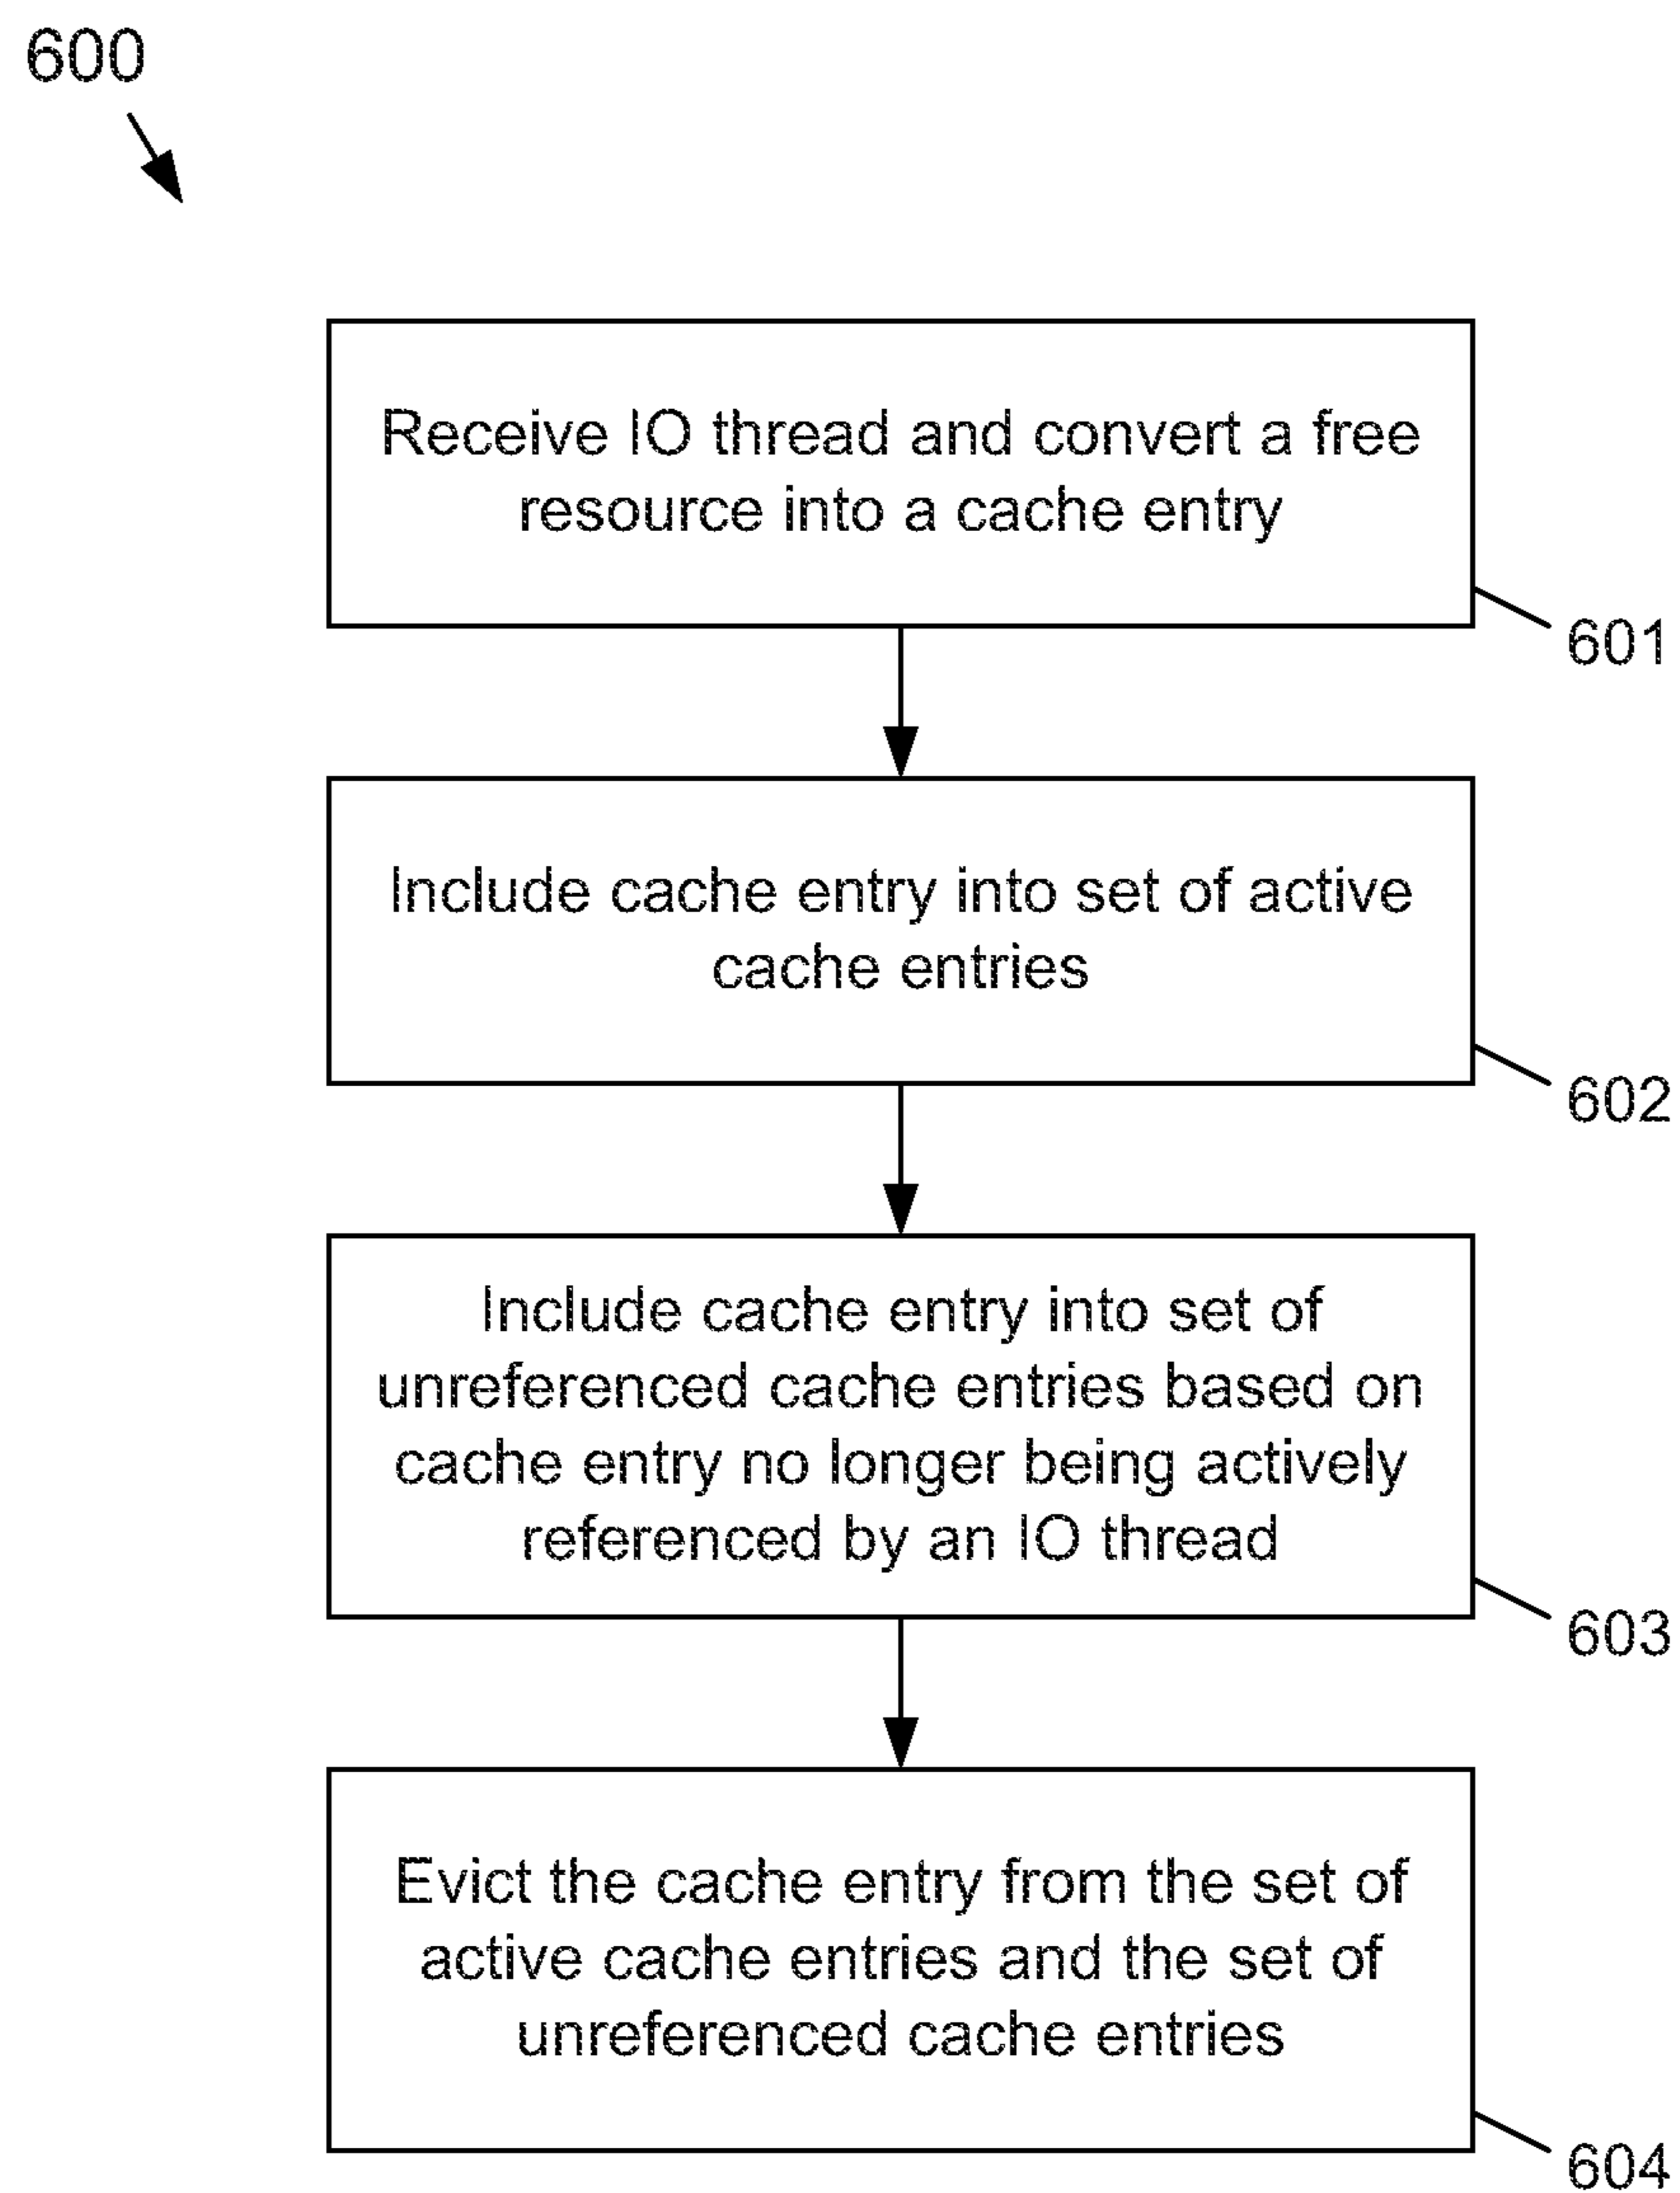 600
Receive IO thread and convert a free
resource into a cache entry
601
Include cache entry into set of active
cache entries
602
Include cache entry into set of
unreferenced cache entries based on
cache entry no longer being actively
referenced by an IO thread
603
Evict the cache entry from the set of
active cache entries and the set of
unreferenced cache entries
604